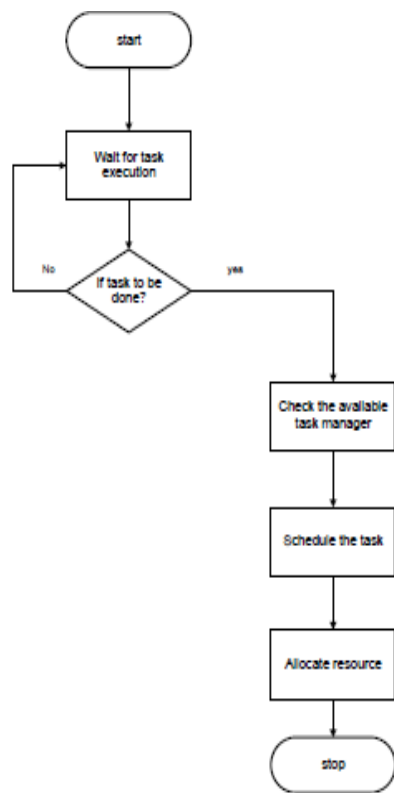 start
Wait for task
execution
No
If task to be
done?
yes
Check the available
task manager
Schedule the task
Allocate resource
stop